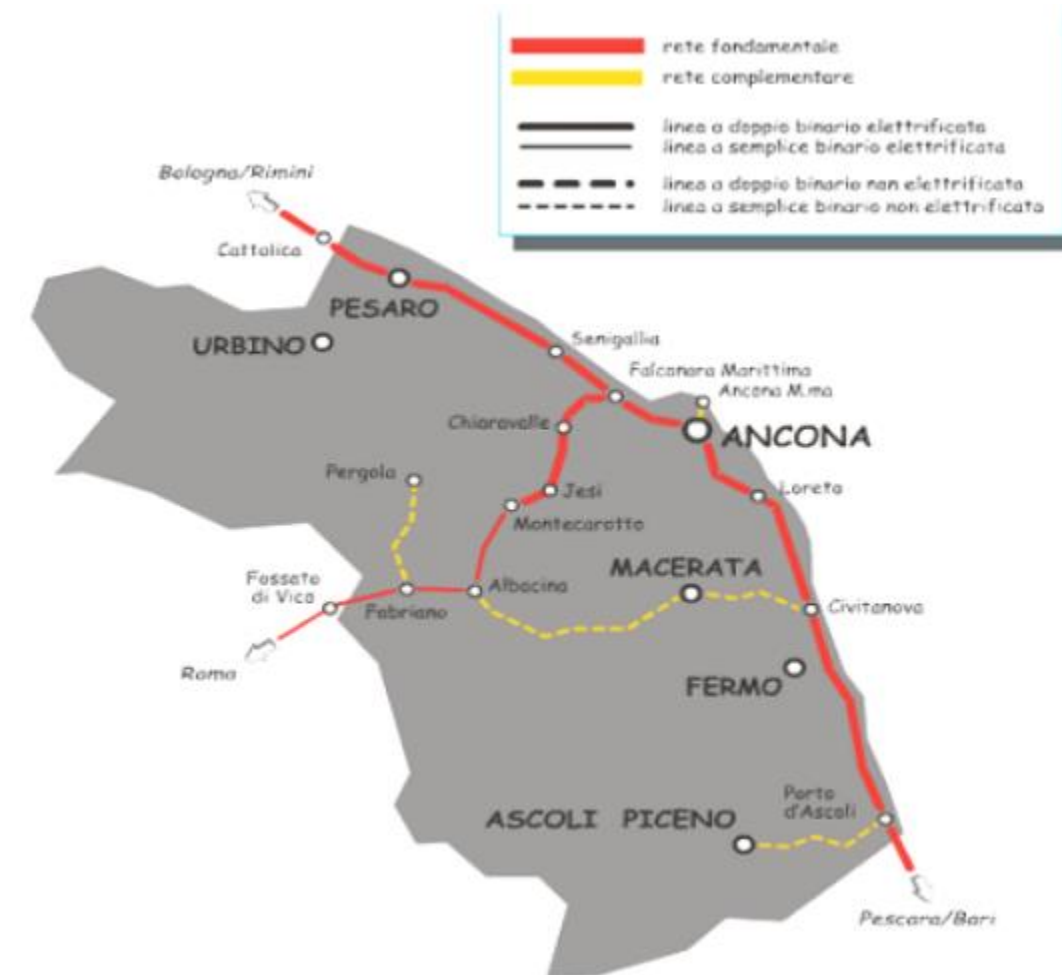 rete fondamentale
rete complementare
linea a doppio binario elettrificata
linea a semplice binario elettrificata
linea a doppio binario non elettrificata
linea a semplice binario non elettrificata
Bologna/Rimini
Cattolica
PESARO
URBINO
Senigallia
Falconara Marittima
Ancona M.ma
ANCONA
Chiaravalle
Pergola
Jesi
Loreto
Montecarotto
MACERATA
Fossato
di Vico
Albacina
Fabriano
Civitanova
Roma
FERMO
Porto
d'Ascoli
ASCOLI PICENO
Pescara/Bari